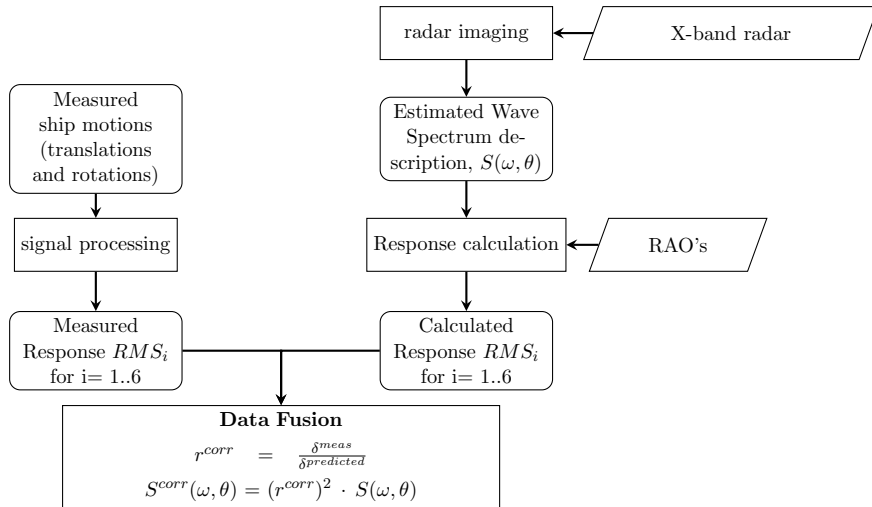 radar imaging
X-band radar
Measured
ship motions
(translations
and rotations)
Estimated Wave
Spectrum de-
scription, S(ω, θ)
signal processing
Response calculation
RAO's
Measured
Response RMS_i
for i= 1..6
Calculated
Response RMS_i
for i= 1..6
Data Fusion
r^{corr} = \frac{δ^{meas}}{δ^{predicted}}
S^{corr}(ω, θ) = (r^{corr})^2 · S(ω, θ)